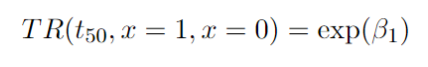 TR(t₅₀, x = 1, x = 0) = exp(β₁)